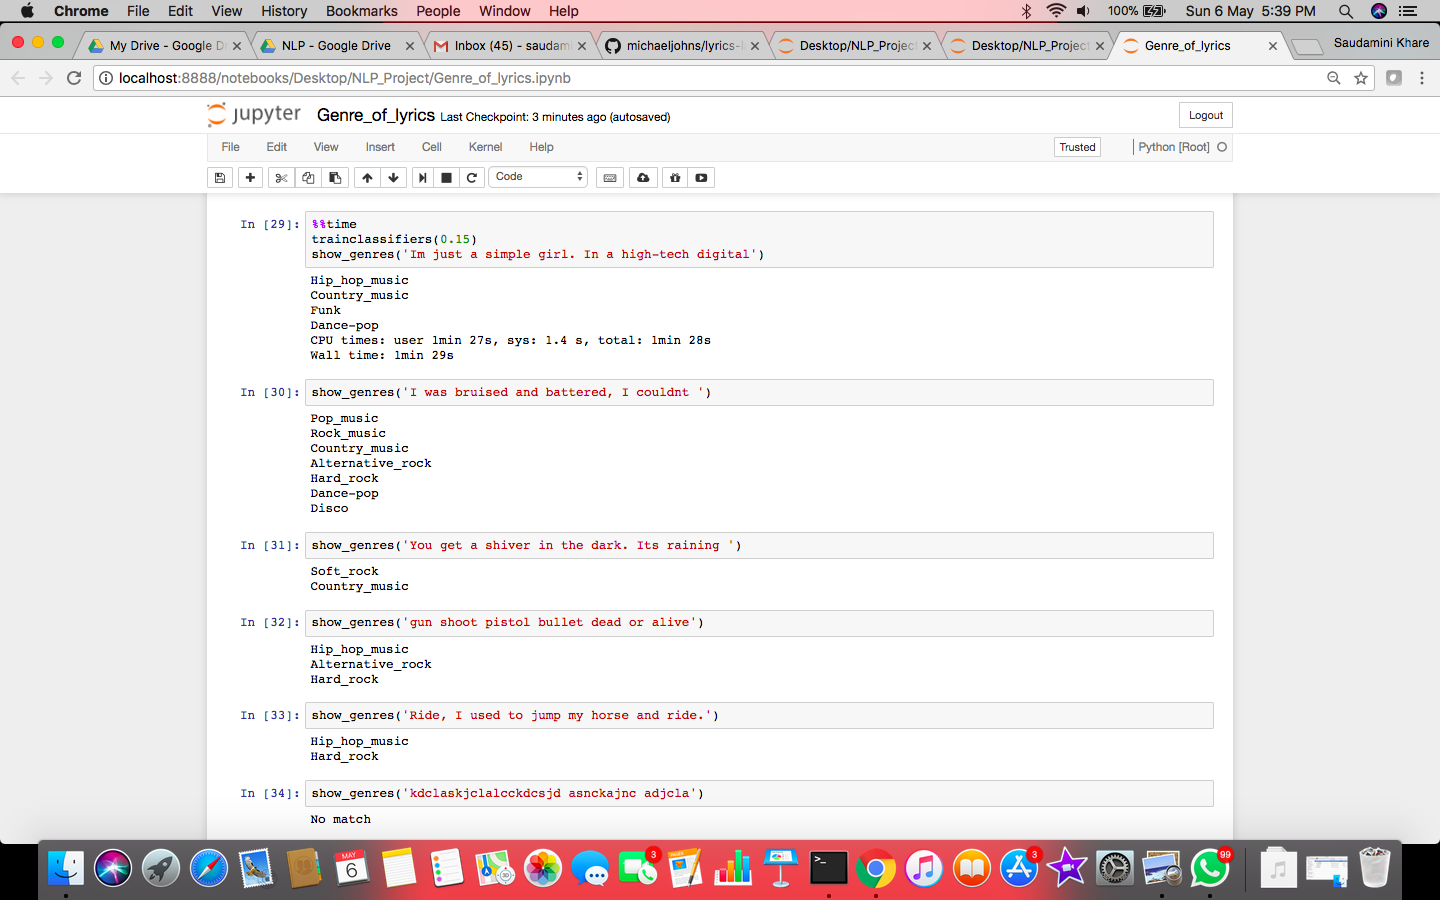 Chrome File Edit View History Bookmarks People Window Help 100% Sun 6 May 5:39 PM
My Drive - Google Dr NLP - Google Drive Inbox (45) - saudami michaeljohns/lyrics- Desktop/NLP_Project Desktop/NLP_Project Genre_of_lyrics Saudamini Khare
localhost:8888/notebooks/Desktop/NLP_Project/Genre_of_lyrics.ipynb
jupyter Genre_of_lyrics Last Checkpoint: 3 minutes ago (autosaved) Logout
File Edit View Insert Cell Kernel Help Trusted Python [Root]
Code
In [29]: %%time
trainclassifiers(0.15)
show_genres('Im just a simple girl. In a high-tech digital')
Hip_hop_music
Country_music
Funk
Dance-pop
CPU times: user 1min 27s, sys: 1.4 s, total: 1min 28s
Wall time: 1min 29s
In [30]: show_genres('I was bruised and battered, I couldnt ')
Pop_music
Rock_music
Country_music
Alternative_rock
Hard_rock
Dance-pop
Disco
In [31]: show_genres('You get a shiver in the dark. Its raining ')
Soft_rock
Country_music
In [32]: show_genres('gun shoot pistol bullet dead or alive')
Hip_hop_music
Alternative_rock
Hard_rock
In [33]: show_genres('Ride, I used to jump my horse and ride.')
Hip_hop_music
Hard_rock
In [34]: show_genres('kdclaskjclalcckdcsjd asnckajnc adjcla')
No match
MAY
6
3
3
99